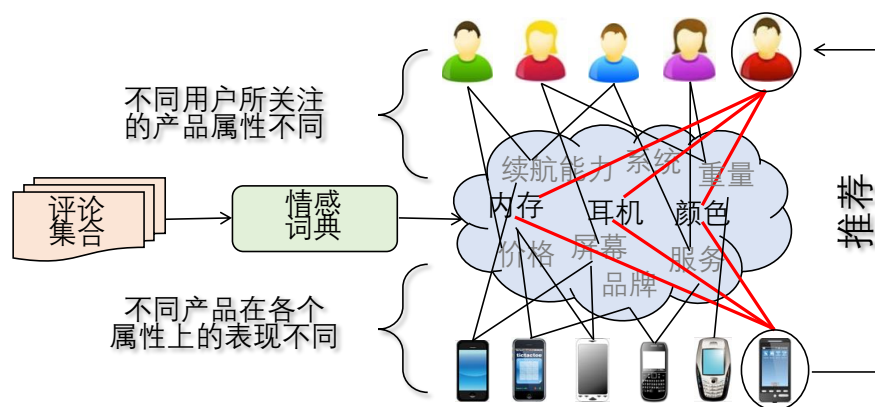 不同用户所关注
的产品属性不同
续航能力
系统
重量
评论
集合
情感
词典
内存
耳机
颜色
推荐
价格
屏幕
服务
品牌
不同产品在各个
属性上的表现不同
tictactoe